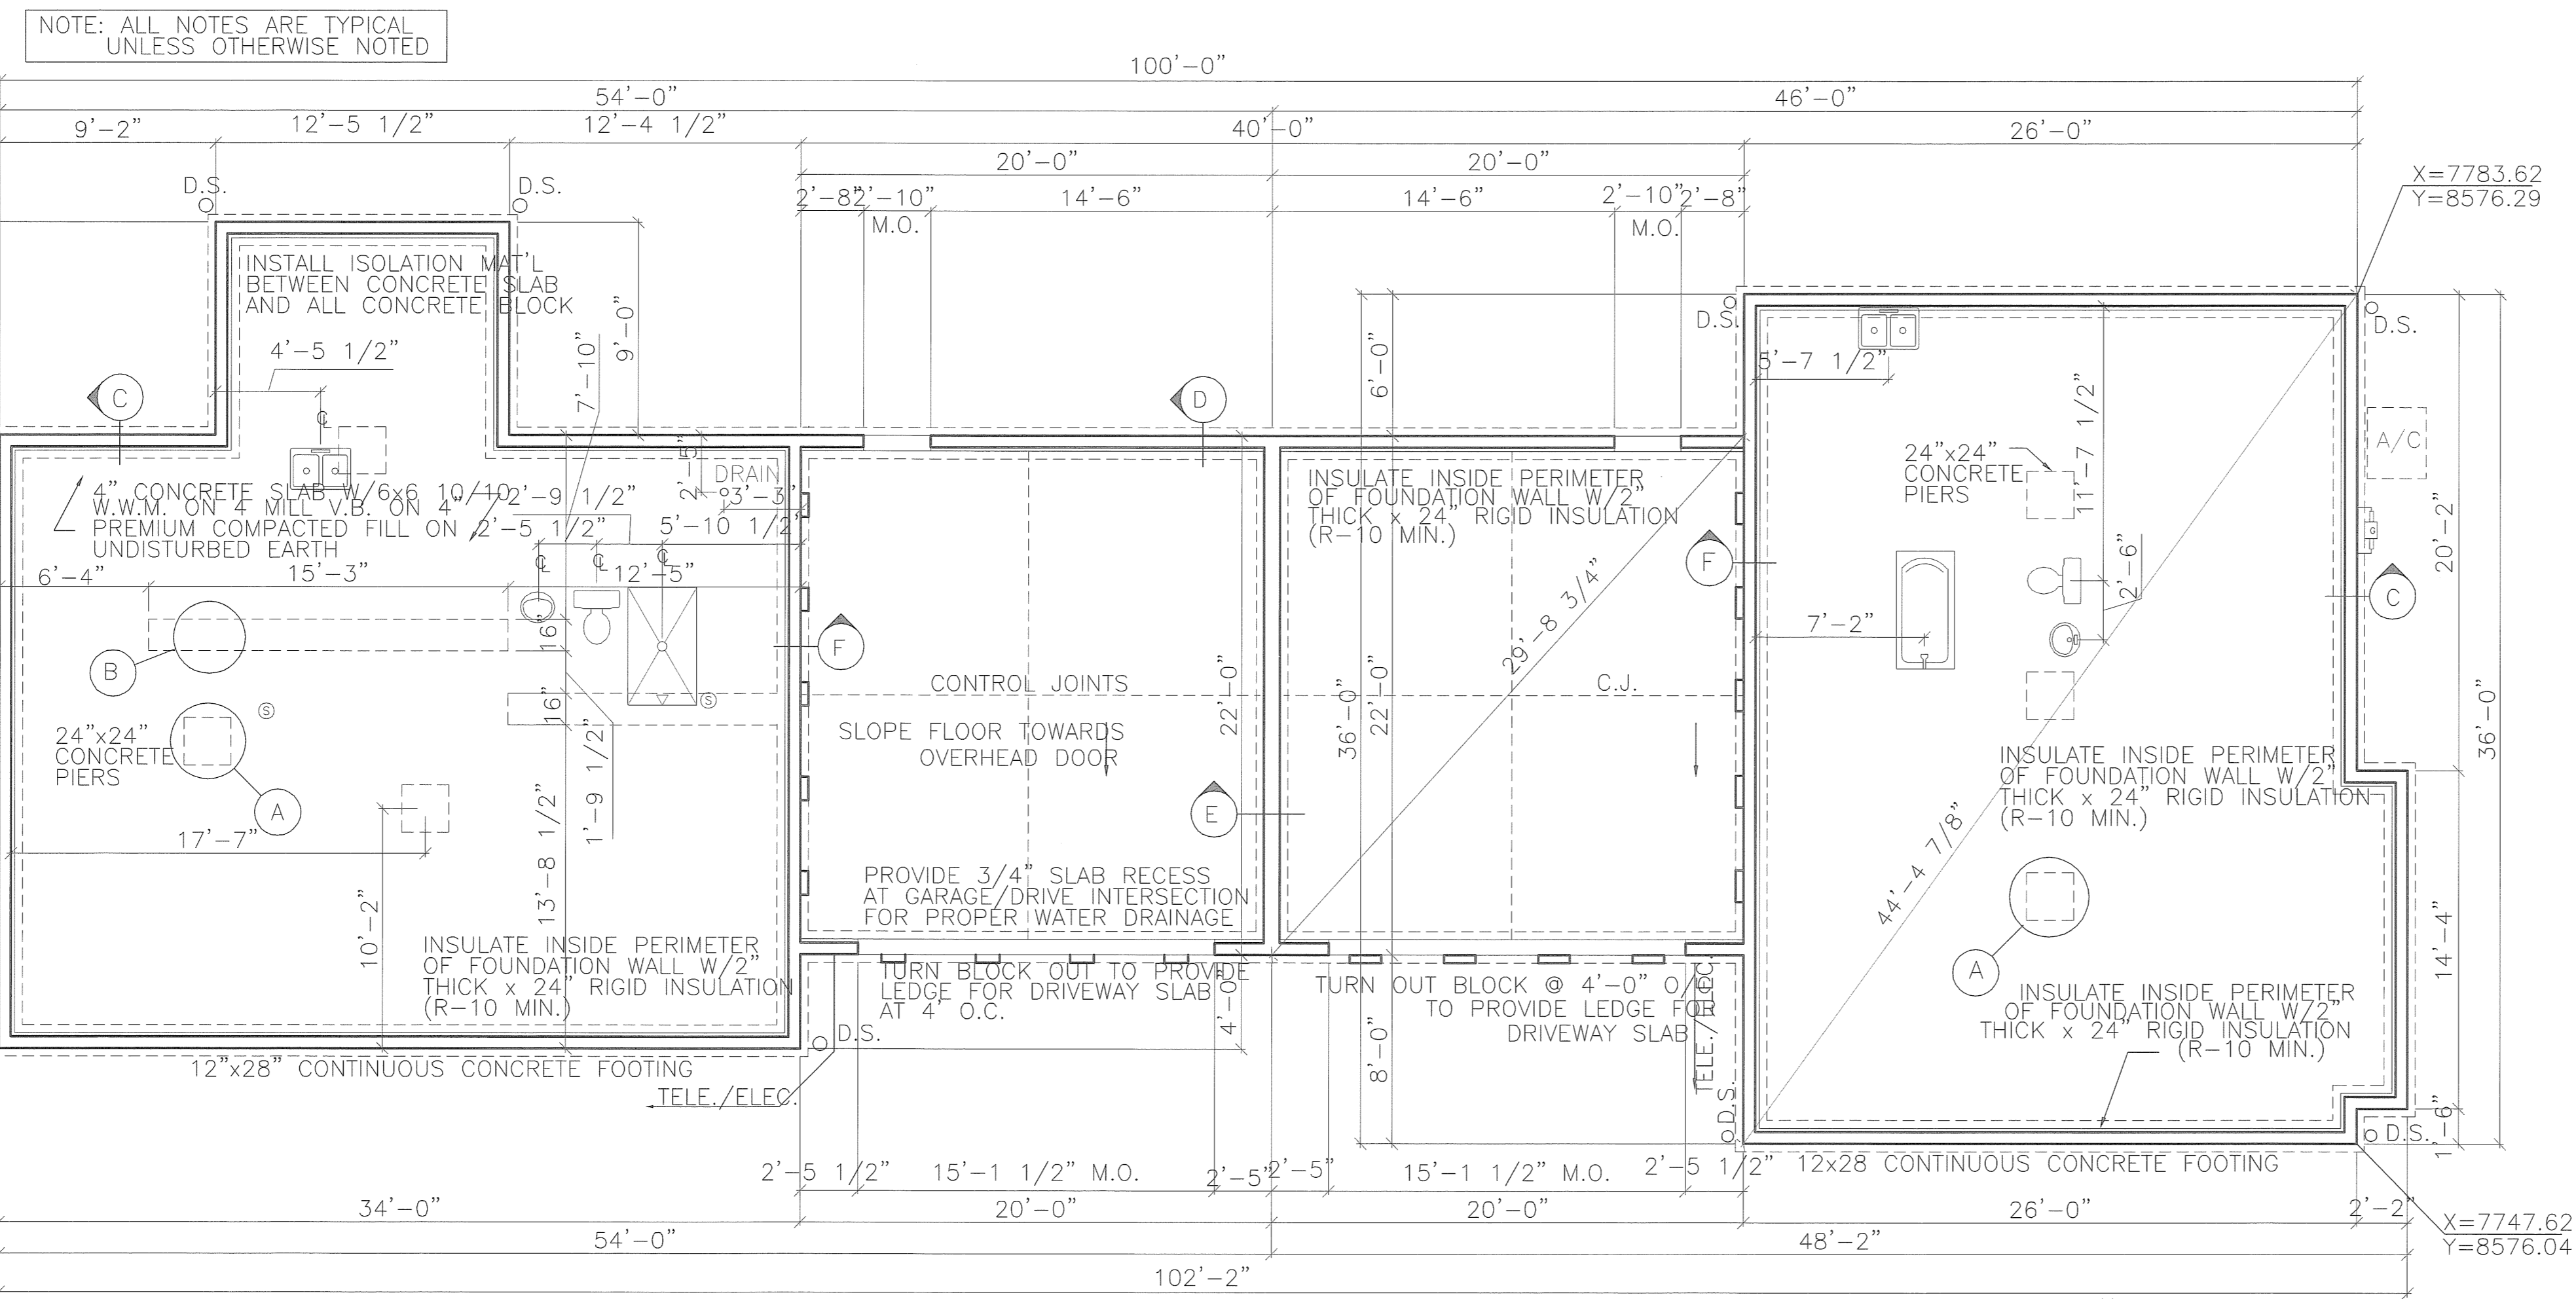 NOTE: ALL NOTES ARE TYPICAL
UNLESS OTHERWISE NOTED
100'-0"
54'-0"
46'-0"
9'-2"
12'-5 1/2"
12'-4 1/2"
40'-0"
26'-0"
20'-0"
20'-0"
2'-8"
2'-10"
14'-6"
14'-6"
2'-10"
2'-8"
M.O.
M.O.
X=7783.62
Y=8576.29
D.S.
D.S.
INSTALL ISOLATION MAT'L
BETWEEN CONCRETE SLAB
AND ALL CONCRETE BLOCK
9'-0"
4'-5 1/2"
7'-10"
6'-0"
D.S.
D.S.
5'-7 1/2"
C
D
℄
2'-5"
DRAIN
3'-3"
4" CONCRETE SLAB W/6x6 10/10
W.W.M. ON 4 MILL V.B. ON 4"
PREMIUM COMPACTED FILL ON
UNDISTURBED EARTH
2'-9 1/2"
2'-5 1/2"
5'-10 1/2"
℄
℄
℄
INSULATE INSIDE PERIMETER
OF FOUNDATION WALL W/2"
THICK x 24" RIGID INSULATION
(R-10 MIN.)
24"x24"
CONCRETE
PIERS
11'-7 1/2"
A/C
G
20'-2"
2'-6"
6'-4"
15'-3"
12'-5"
F
F
C
29'-8 3/4"
7'-2"
16"
B
16"
S
S
CONTROL JOINTS
C.J.
22'-0"
36'-0"
22'-0"
36'-0"
SLOPE FLOOR TOWARDS
OVERHEAD DOOR
24"x24"
CONCRETE
PIERS
A
1'-9 1/2"
E
INSULATE INSIDE PERIMETER
OF FOUNDATION WALL W/2"
THICK x 24" RIGID INSULATION
(R-10 MIN.)
17'-7"
10'-2"
13'-8 1/2"
44'-4 7/8"
PROVIDE 3/4" SLAB RECESS
AT GARAGE/DRIVE INTERSECTION
FOR PROPER WATER DRAINAGE
14'-4"
A
INSULATE INSIDE PERIMETER
OF FOUNDATION WALL W/2"
THICK x 24" RIGID INSULATION
(R-10 MIN.)
TURN BLOCK OUT TO PROVIDE
LEDGE FOR DRIVEWAY SLAB
AT 4' O.C.
4'-0"
TURN OUT BLOCK @ 4'-0" O/C
TO PROVIDE LEDGE FOR
DRIVEWAY SLAB
TELE./ELEC.
INSULATE INSIDE PERIMETER
OF FOUNDATION WALL W/2"
THICK x 24" RIGID INSULATION
(R-10 MIN.)
D.S.
8'-0"
12"x28" CONTINUOUS CONCRETE FOOTING
TELE./ELEC.
D.S.
D.S.
1'-6"
2'-5 1/2"
15'-1 1/2" M.O.
2'-5"
2'-5"
15'-1 1/2" M.O.
2'-5 1/2"
12x28 CONTINUOUS CONCRETE FOOTING
34'-0"
20'-0"
20'-0"
26'-0"
2'-2"
X=7747.62
Y=8576.04
54'-0"
48'-2"
102'-2"